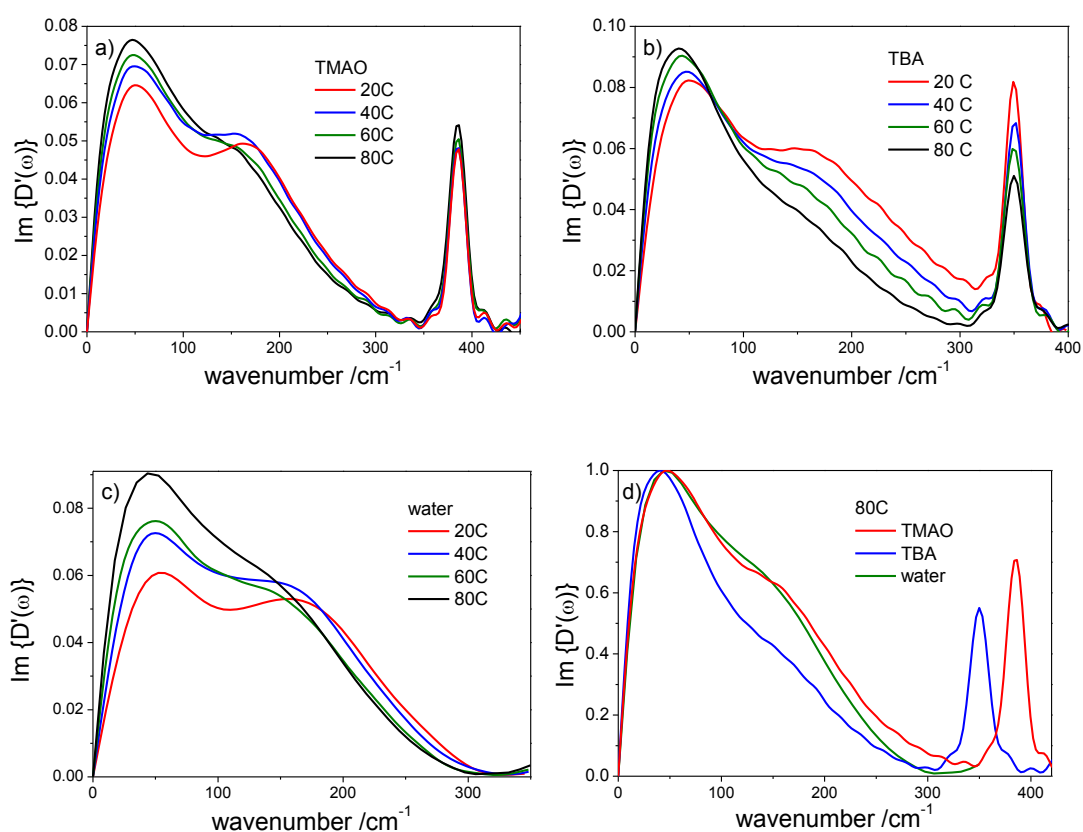 a)
TMAO
20C
40C
60C
80C
Im {D'(ω)}
0.08
0.07
0.06
0.05
0.04
0.03
0.02
0.01
0.00
0 100 200 300 400
wavenumber /cm⁻¹
b)
TBA
20 C
40 C
60 C
80 C
Im {D'(ω)}
0.10
0.08
0.06
0.04
0.02
0.00
0 100 200 300 400
wavenumber /cm⁻¹
c)
water
20C
40C
60C
80C
Im {D'(ω)}
0.08
0.06
0.04
0.02
0.00
0 100 200 300
wavenumber /cm⁻¹
d)
80C
TMAO
TBA
water
Im {D'(ω)}
1.0
0.8
0.6
0.4
0.2
0.0
0 100 200 300 400
wavenumber /cm⁻¹